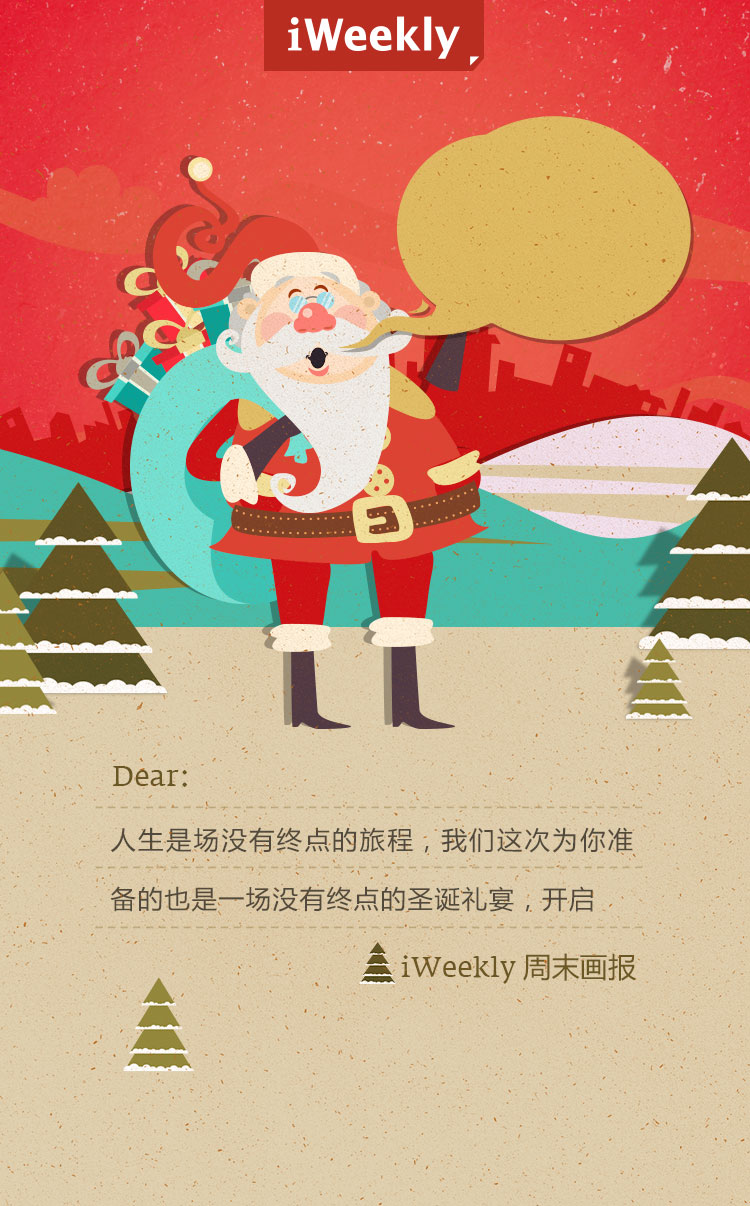 iWeekly
Dear:
人生是场没有终点的旅程，我们这次为你准
备的也是一场没有终点的圣诞礼宴，开启
iWeekly 周末画报